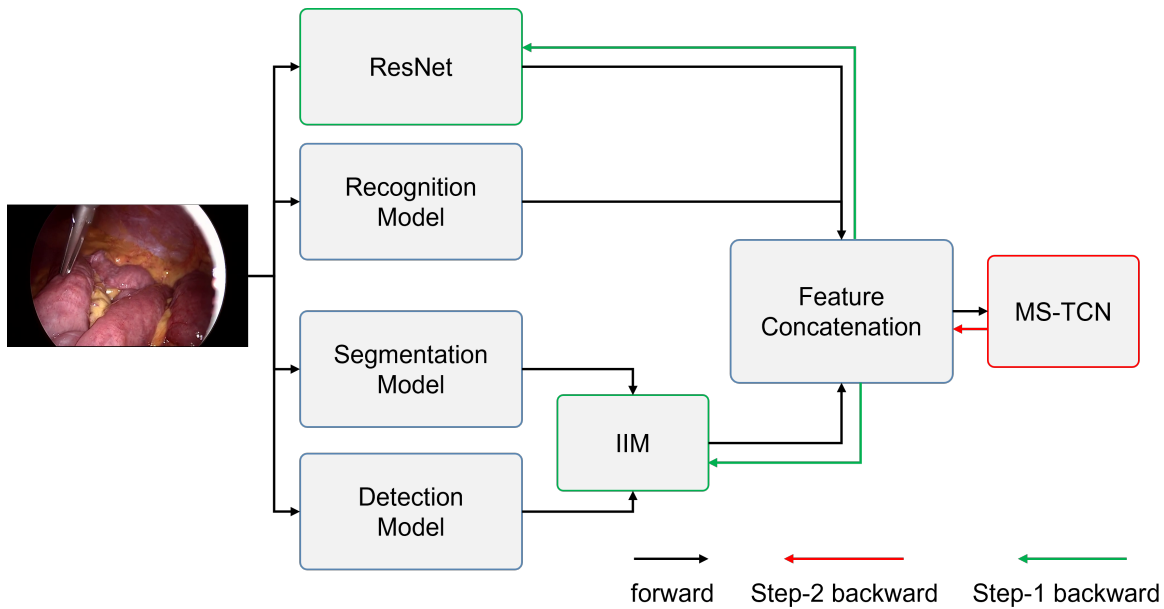 ResNet
Recognition
Model
Segmentation
Model
Detection
Model
IIM
Feature
Concatenation
MS-TCN
forward
Step-2 backward
Step-1 backward